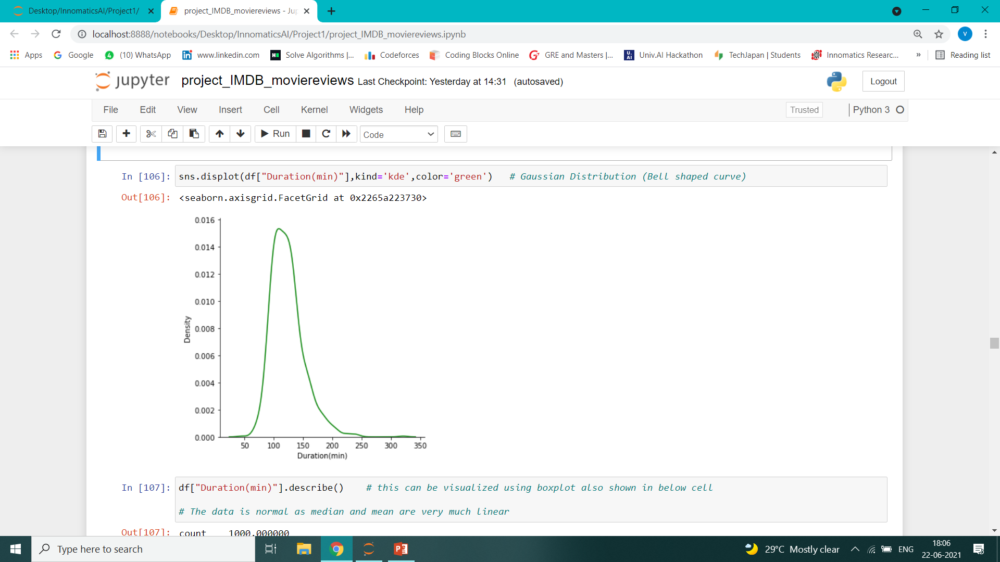 Desktop/InnomaticsAI/Project1/
project_IMDB_moviereviews - Jup
localhost:8888/notebooks/Desktop/InnomaticsAI/Project1/project_IMDB_moviereviews.ipynb
V
Apps
Google
(10) WhatsApp
www.linkedin.com
Solve Algorithms |...
Codeforces
Coding Blocks Online
GRE and Masters |...
Univ.AI Hackathon
TechJapan | Students
Innomatics Researc...
»
Reading list
jupyter project_IMDB_moviereviews Last Checkpoint: Yesterday at 14:31 (autosaved)
Logout
File Edit View Insert Cell Kernel Widgets Help
Trusted
Python 3
Run
Code
In [106]: sns.displot(df["Duration(min)"],kind='kde',color='green') # Gaussian Distribution (Bell shaped curve)
Out[106]: <seaborn.axisgrid.FacetGrid at 0x2265a223730>
0.016
0.014
0.012
0.010
0.008
0.006
0.004
0.002
0.000
Density
50 100 150 200 250 300 350
Duration(min)
In [107]: df["Duration(min)"].describe() # this can be visualized using boxplot also shown in below cell
# The data is normal as median and mean are very much linear
Out[107]: count 1000.000000
Type here to search
29°C Mostly clear
ENG
18:06
22-06-2021